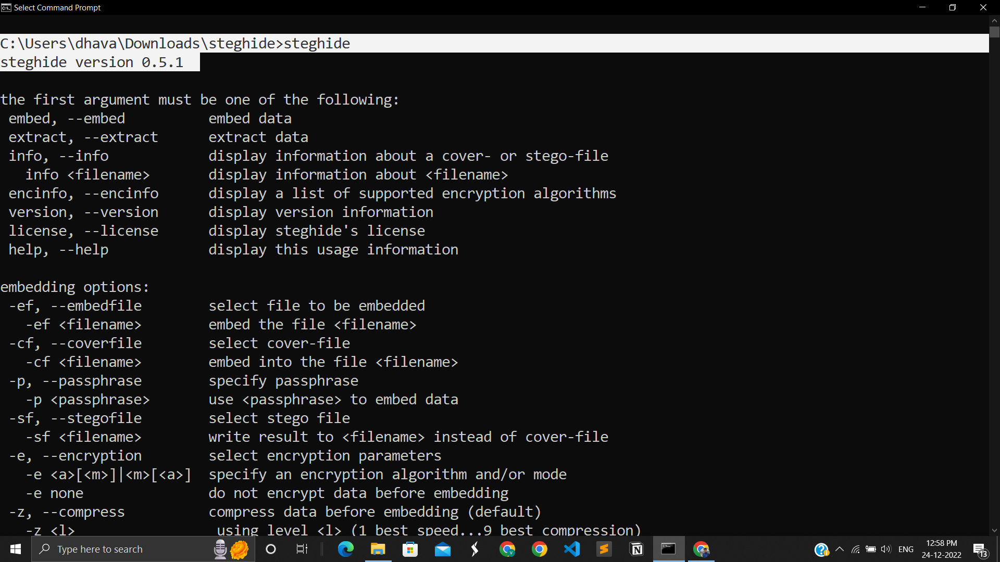 Select Command Prompt
C:\Users\dhava\Downloads\steghide>steghide
steghide version 0.5.1
the first argument must be one of the following:
embed, --embed embed data
extract, --extract extract data
info, --info display information about a cover- or stego-file
info <filename> display information about <filename>
encinfo, --encinfo display a list of supported encryption algorithms
version, --version display version information
license, --license display steghide's license
help, --help display this usage information
embedding options:
-ef, --embedfile select file to be embedded
-ef <filename> embed the file <filename>
-cf, --coverfile select cover-file
-cf <filename> embed into the file <filename>
-p, --passphrase specify passphrase
-p <passphrase> use <passphrase> to embed data
-sf, --stegofile select stego file
-sf <filename> write result to <filename> instead of cover-file
-e, --encryption select encryption parameters
-e <a>[<m>]|<m>[<a>] specify an encryption algorithm and/or mode
-e none do not encrypt data before embedding
-z, --compress compress data before embedding (default)
-z <l> using level <l> (1 best speed...9 best compression)
Type here to search
ENG
12:58 PM
24-12-2022
13